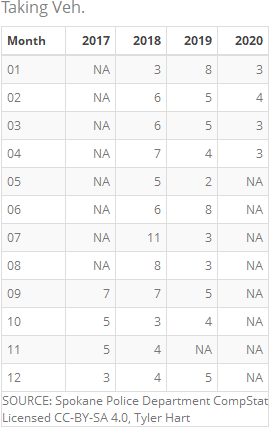 Taking Veh.
Month 2017 2018 2019 2020
01 NA 3 8 3
02 NA 6 5 4
03 NA 6 5 3
04 NA 7 4 3
05 NA 5 2 NA
06 NA 6 8 NA
07 NA 11 3 NA
08 NA 8 3 NA
09 7 7 5 NA
10 5 3 4 NA
11 5 4 NA NA
12 3 4 5 NA
SOURCE: Spokane Police Department CompStat
Licensed CC-BY-SA 4.0, Tyler Hart